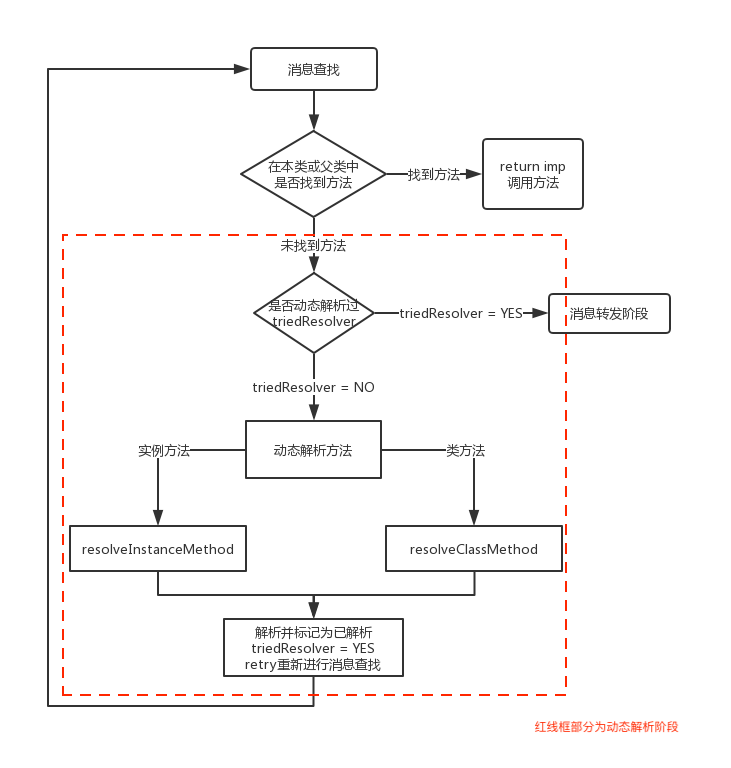 消息查找
在本类或父类中
是否找到方法
找到方法
return imp
调用方法
未找到方法
是否动态解析过
triedResolver
triedResolver = YES
消息转发阶段
triedResolver = NO
动态解析方法
实例方法
类方法
resolveInstanceMethod
resolveClassMethod
解析并标记为已解析
triedResolver = YES
retry重新进行消息查找
红线框部分为动态解析阶段